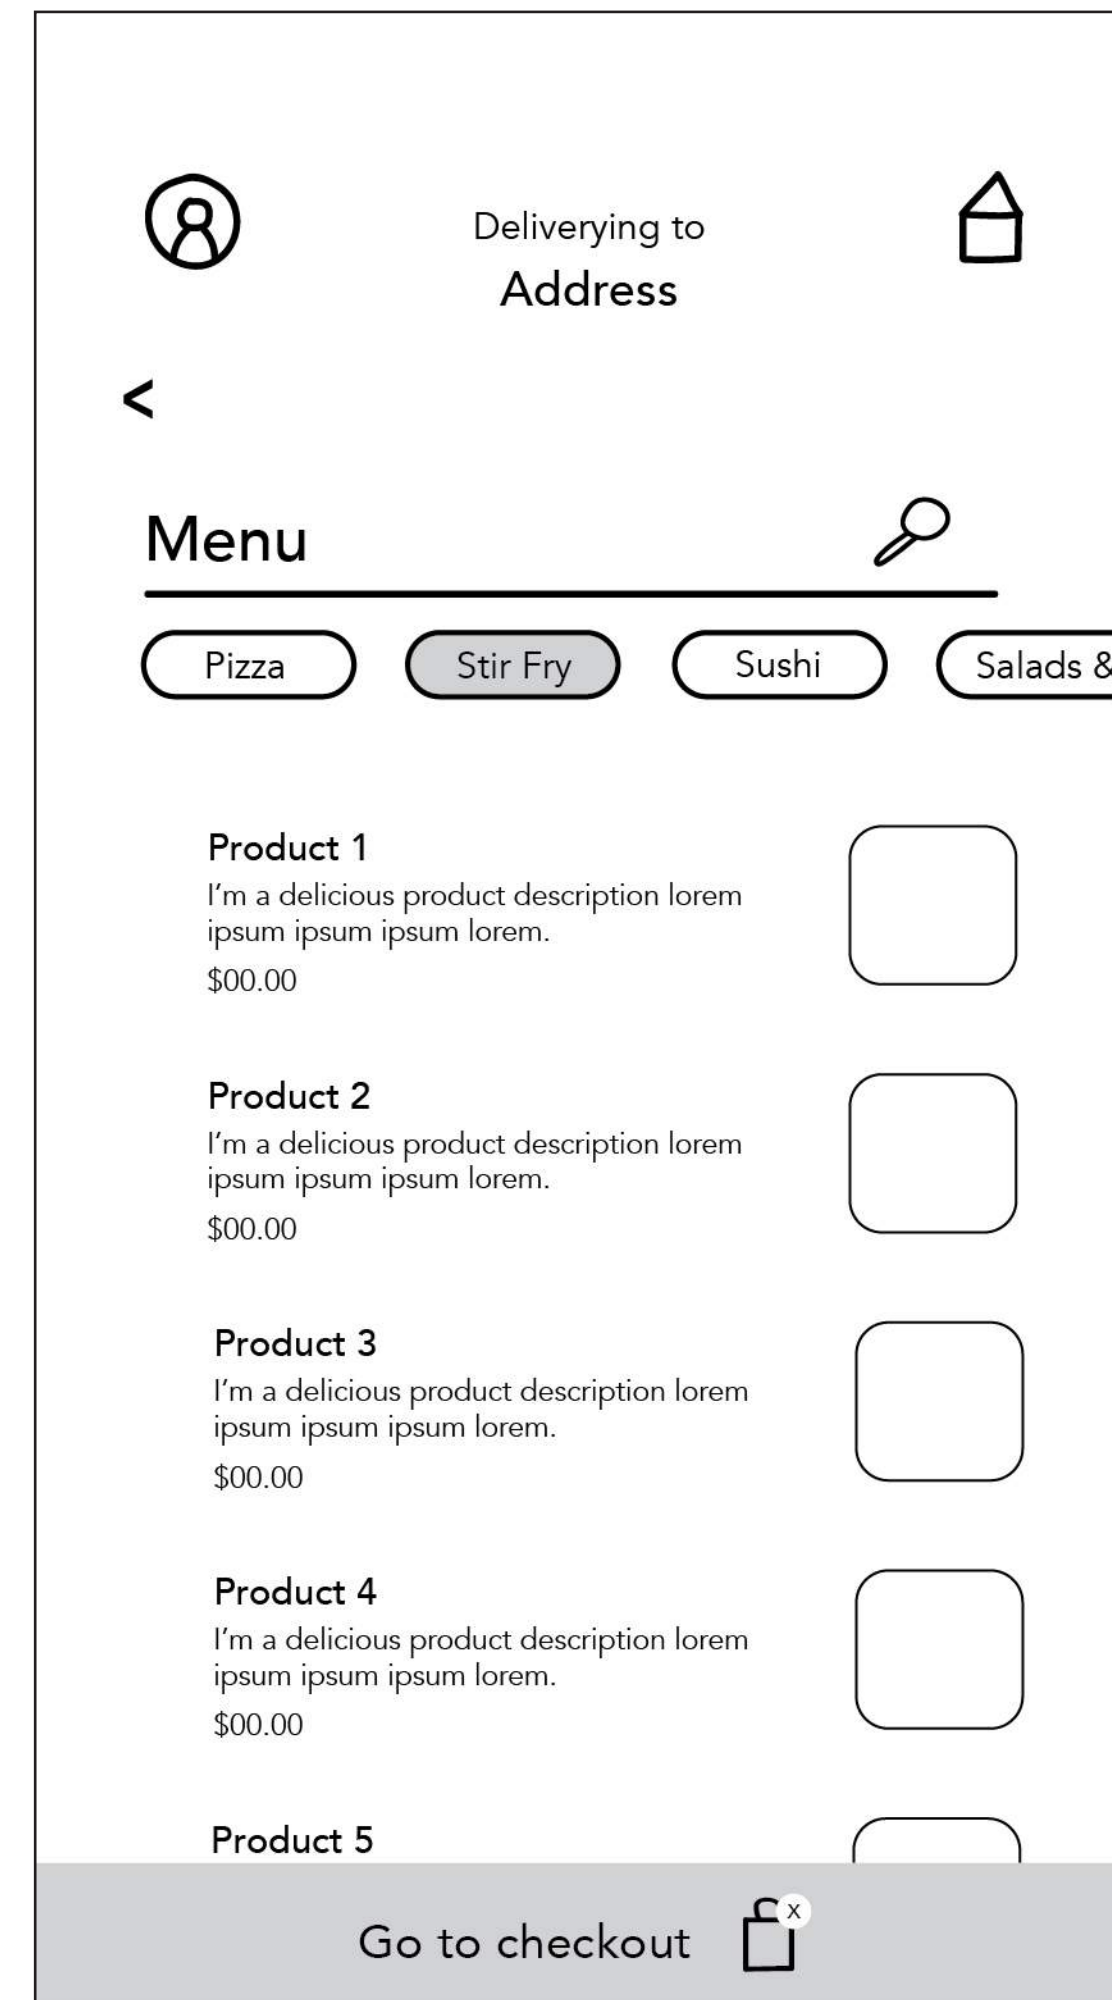 Deliverying to
Address
<
Menu
Pizza
Stir Fry
Sushi
Salads &
Product 1
I'm a delicious product description lorem
ipsum ipsum ipsum lorem.
$00.00
Product 2
I'm a delicious product description lorem
ipsum ipsum ipsum lorem.
$00.00
Product 3
I'm a delicious product description lorem
ipsum ipsum ipsum lorem.
$00.00
Product 4
I'm a delicious product description lorem
ipsum ipsum ipsum lorem.
$00.00
Product 5
Go to checkout
x